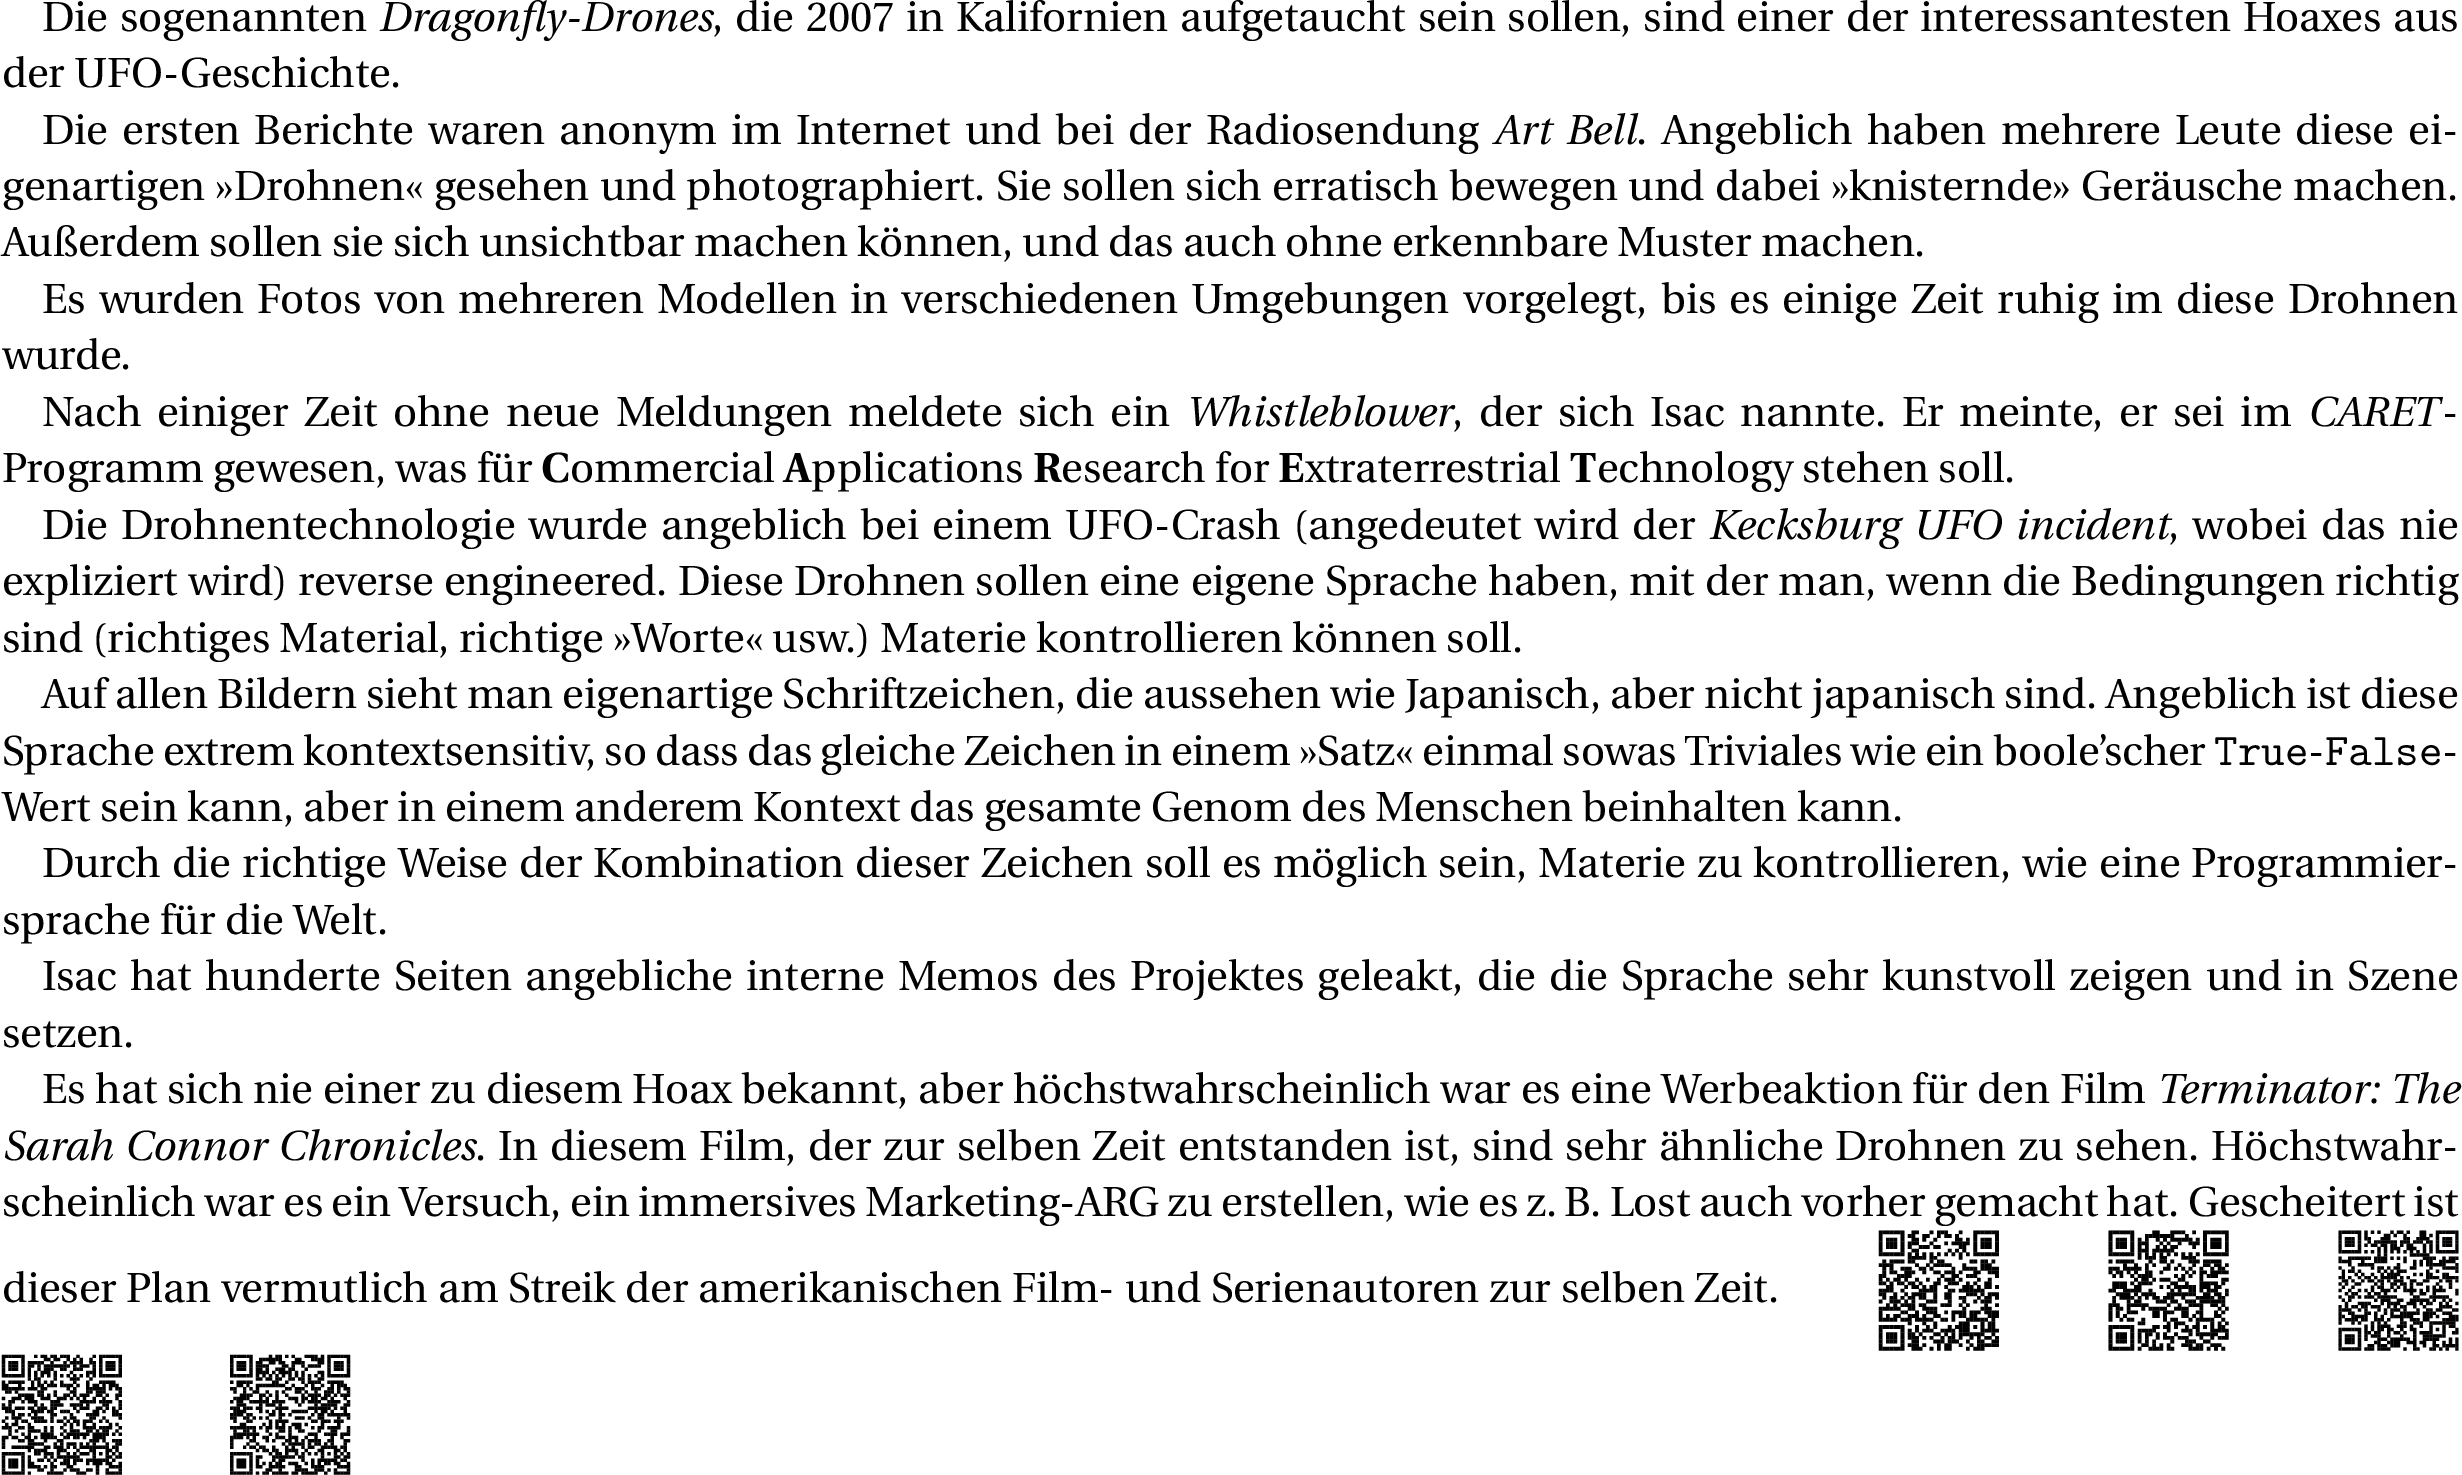 Die sogenannten Dragonfly-Drones, die 2007 in Kalifornien aufgetaucht sein sollen, sind einer der interessantesten Hoaxes aus
der UFO-Geschichte.
Die ersten Berichte waren anonym im Internet und bei der Radiosendung Art Bell. Angeblich haben mehrere Leute diese ei-
genartigen »Drohnen« gesehen und photographiert. Sie sollen sich erratisch bewegen und dabei »knisternde» Geräusche machen.
Außerdem sollen sie sich unsichtbar machen können, und das auch ohne erkennbare Muster machen.
Es wurden Fotos von mehreren Modellen in verschiedenen Umgebungen vorgelegt, bis es einige Zeit ruhig im diese Drohnen
wurde.
Nach einiger Zeit ohne neue Meldungen meldete sich ein Whistleblower, der sich Isac nannte. Er meinte, er sei im CARET-
Programm gewesen, was für Commercial Applications Research for Extraterrestrial Technology stehen soll.
Die Drohnentechnologie wurde angeblich bei einem UFO-Crash (angedeutet wird der Kecksburg UFO incident, wobei das nie
expliziert wird) reverse engineered. Diese Drohnen sollen eine eigene Sprache haben, mit der man, wenn die Bedingungen richtig
sind (richtiges Material, richtige »Worte« usw.) Materie kontrollieren können soll.
Auf allen Bildern sieht man eigenartige Schriftzeichen, die aussehen wie Japanisch, aber nicht japanisch sind. Angeblich ist diese
Sprache extrem kontextsensitiv, so dass das gleiche Zeichen in einem »Satz« einmal sowas Triviales wie ein boole’scher True-False-
Wert sein kann, aber in einem anderem Kontext das gesamte Genom des Menschen beinhalten kann.
Durch die richtige Weise der Kombination dieser Zeichen soll es möglich sein, Materie zu kontrollieren, wie eine Programmier-
sprache für die Welt.
Isac hat hunderte Seiten angebliche interne Memos des Projektes geleakt, die die Sprache sehr kunstvoll zeigen und in Szene
setzen.
Es hat sich nie einer zu diesem Hoax bekannt, aber höchstwahrscheinlich war es eine Werbeaktion für den Film Terminator: The
Sarah Connor Chronicles. In diesem Film, der zur selben Zeit entstanden ist, sind sehr ähnliche Drohnen zu sehen. Höchstwahr-
scheinlich war es ein Versuch, ein immersives Marketing-ARG zu erstellen, wie es z. B. Lost auch vorher gemacht hat. Gescheitert ist
dieser Plan vermutlich am Streik der amerikanischen Film- und Serienautoren zur selben Zeit.